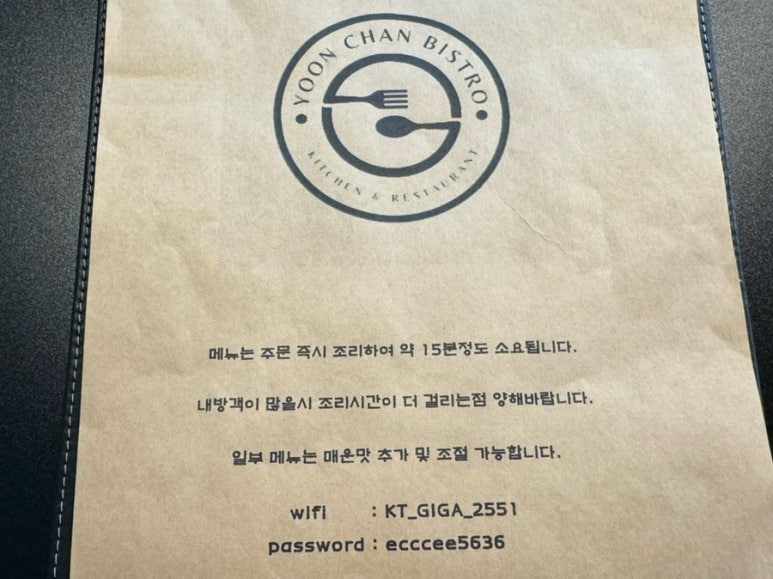 YOON CHAN BISTRO
KITCHEN & RESTAURANT
메뉴는 주문 즉시 조리하여 약 15분정도 소요됩니다.
내방객이 많을시 조리시간이 더 걸리는점 양해바랍니다.
일부 메뉴는 매운맛 추가 및 조절 가능합니다.
wifi : KT_GIGA_2551
password : ecccee5636